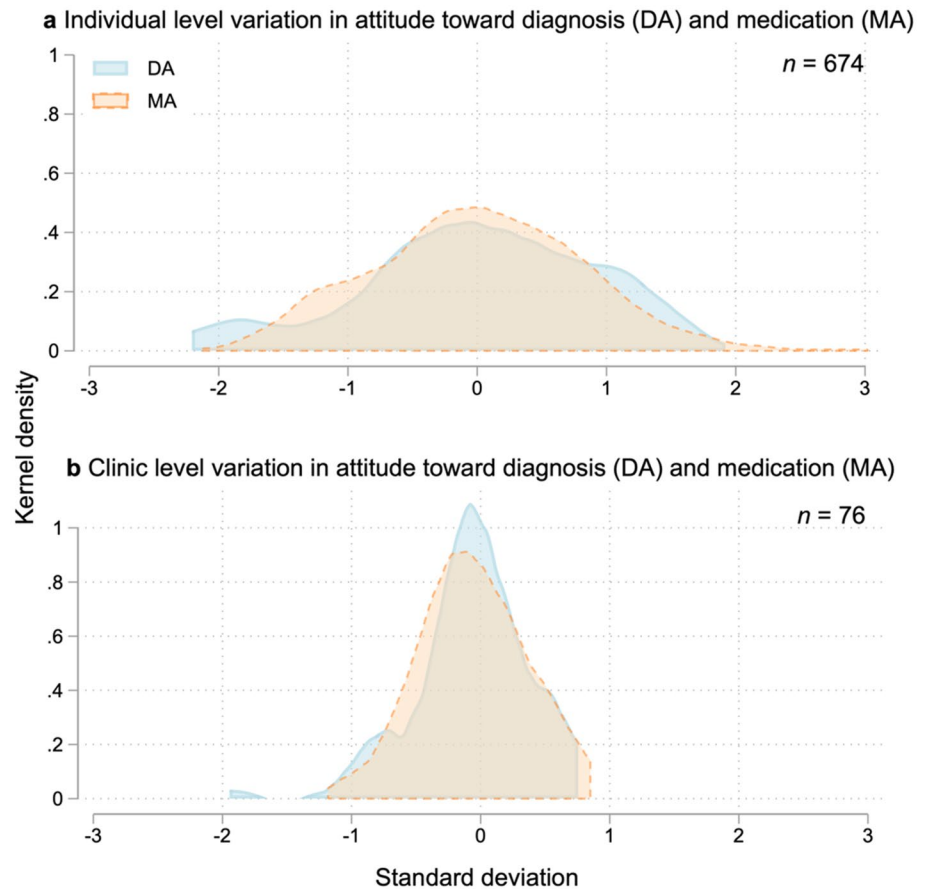 a Individual level variation in attitude toward diagnosis (DA) and medication (MA)
1
DA
n = 674
MA
.8
.6
.4
.2
0
-3 -2 -1 0 1 2 3
Kernel density
b Clinic level variation in attitude toward diagnosis (DA) and medication (MA)
n = 76
1
.8
.6
.4
.2
0
-3 -2 -1 0 1 2 3
Standard deviation